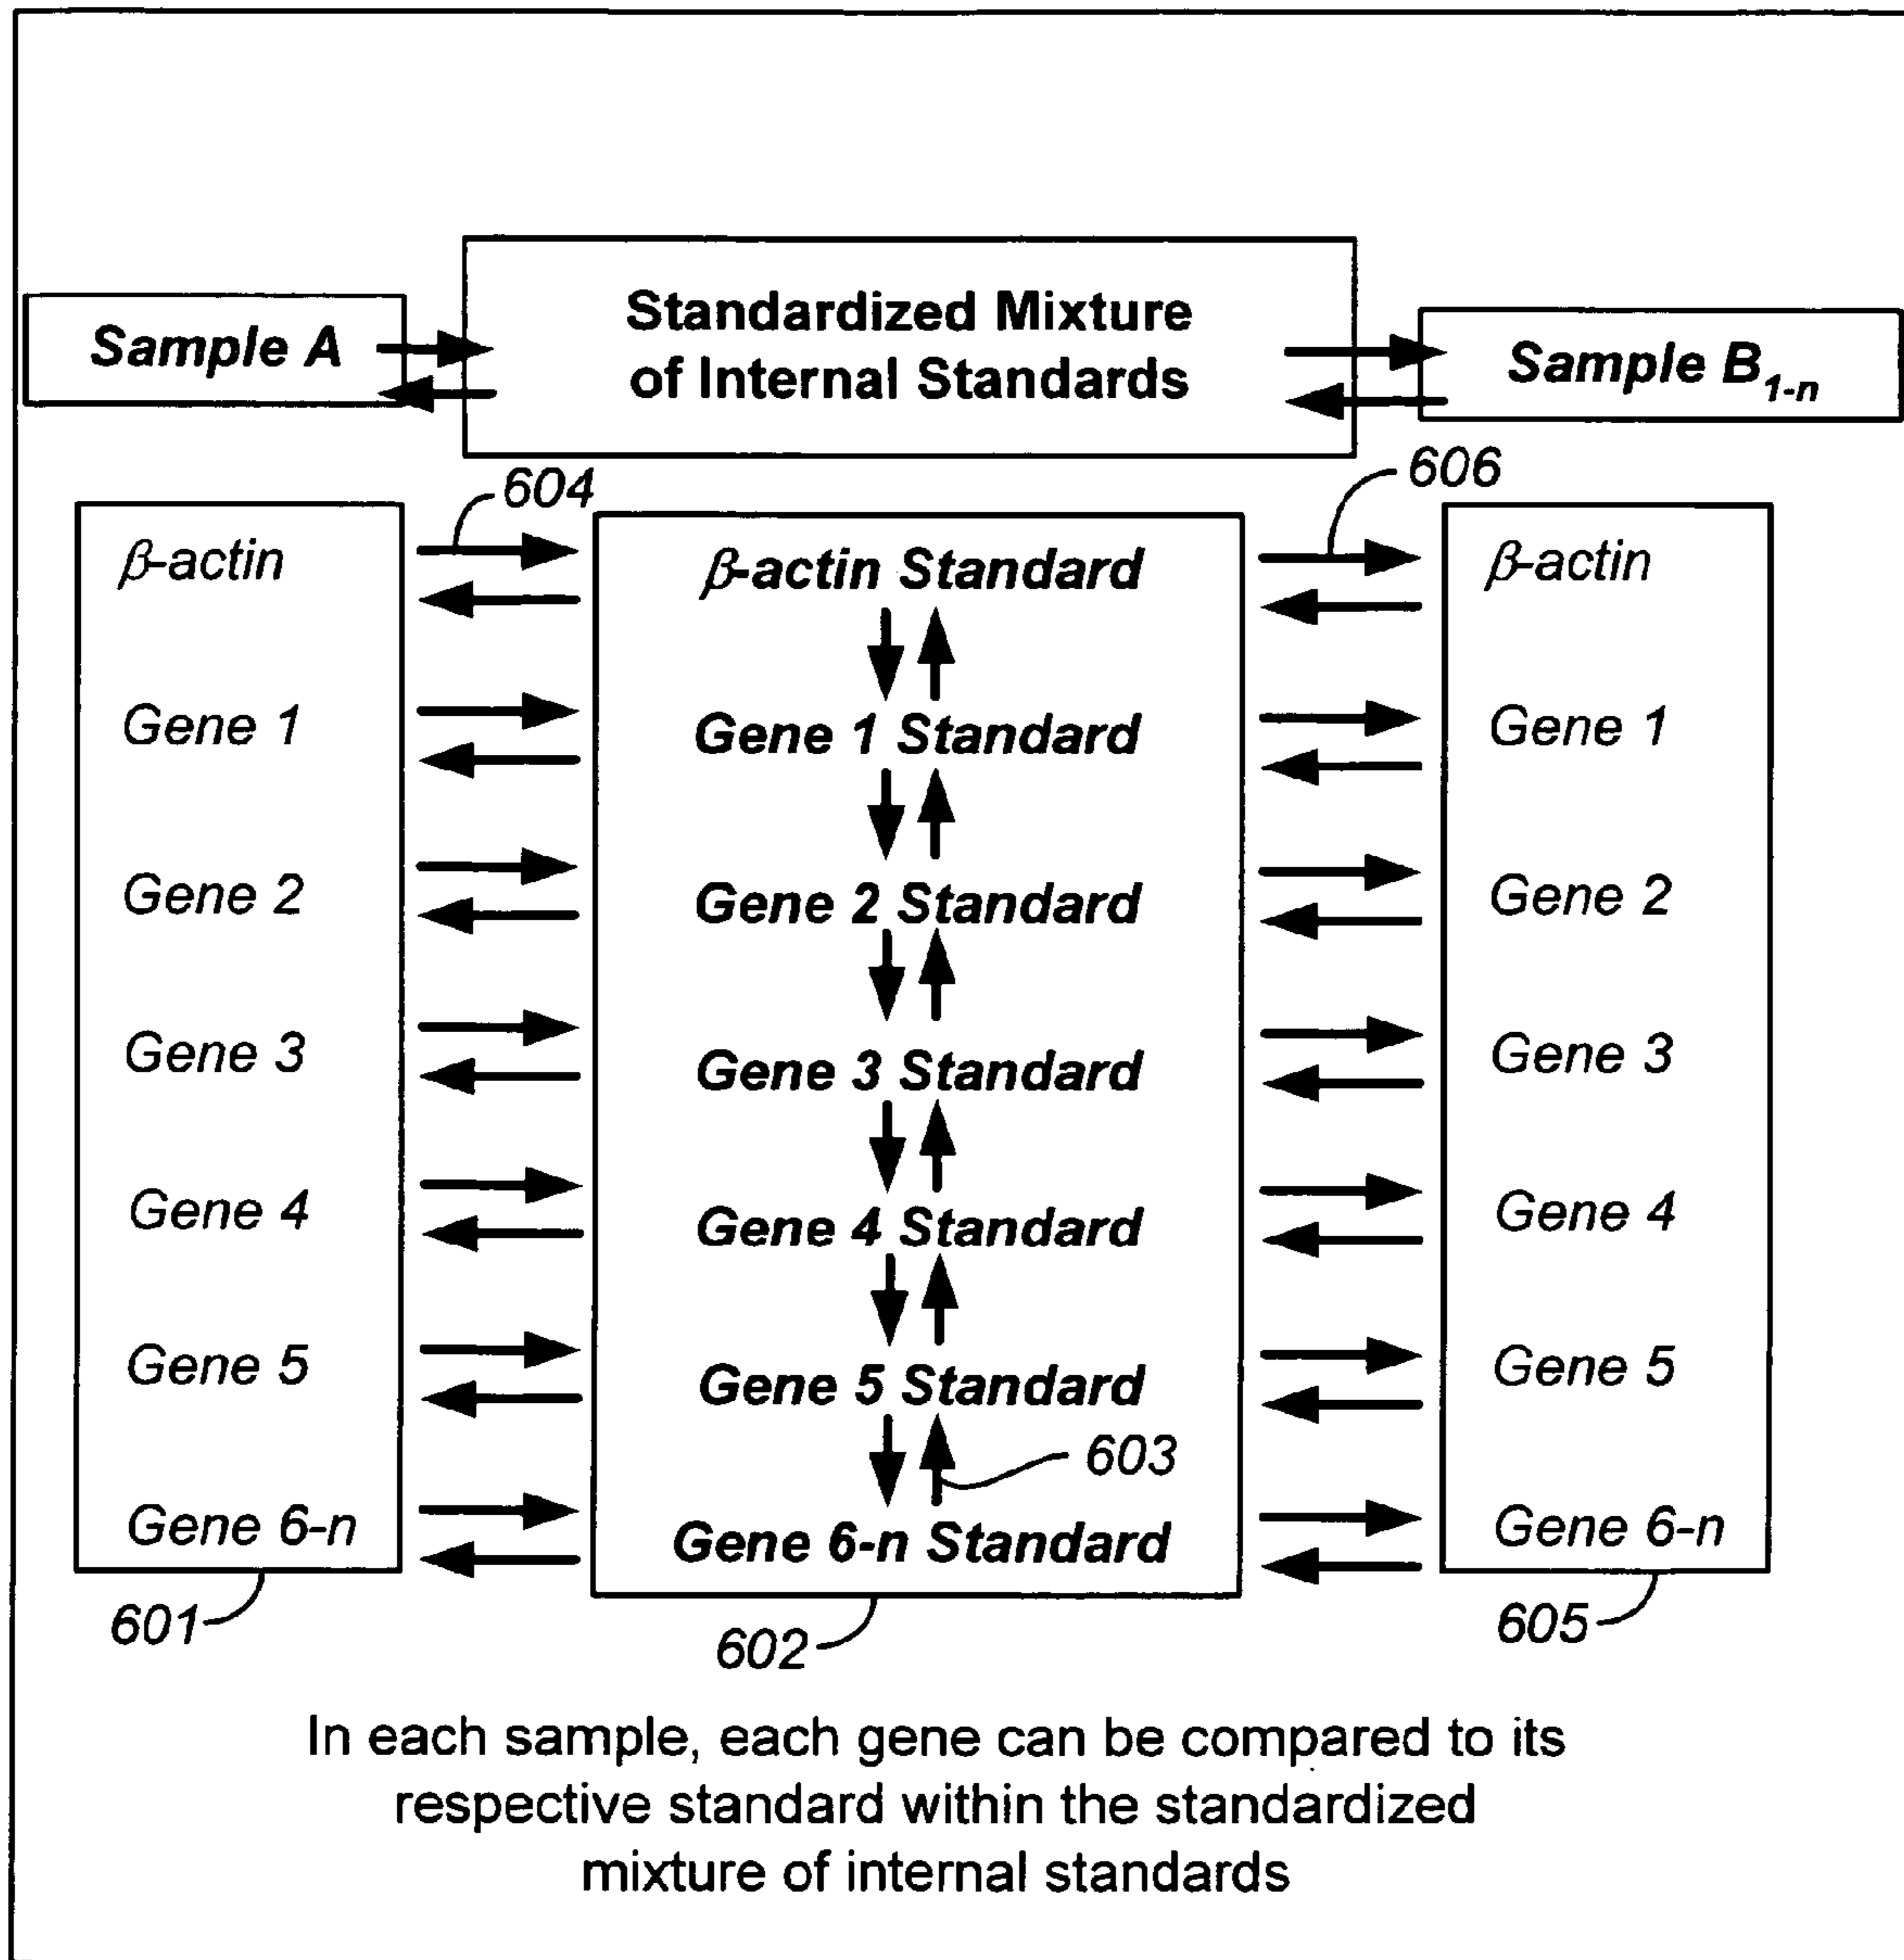 Standardized Mixture
of Internal Standards
Sample A
Sample B1-n
604
606
β-actin
β-actin Standard
β-actin
Gene 1
Gene 1 Standard
Gene 1
Gene 2
Gene 2 Standard
Gene 2
Gene 3
Gene 3 Standard
Gene 3
Gene 4
Gene 4 Standard
Gene 4
Gene 5
Gene 5 Standard
Gene 5
603
Gene 6-n
Gene 6-n Standard
Gene 6-n
601
602
605
In each sample, each gene can be compared to its
respective standard within the standardized
mixture of internal standards